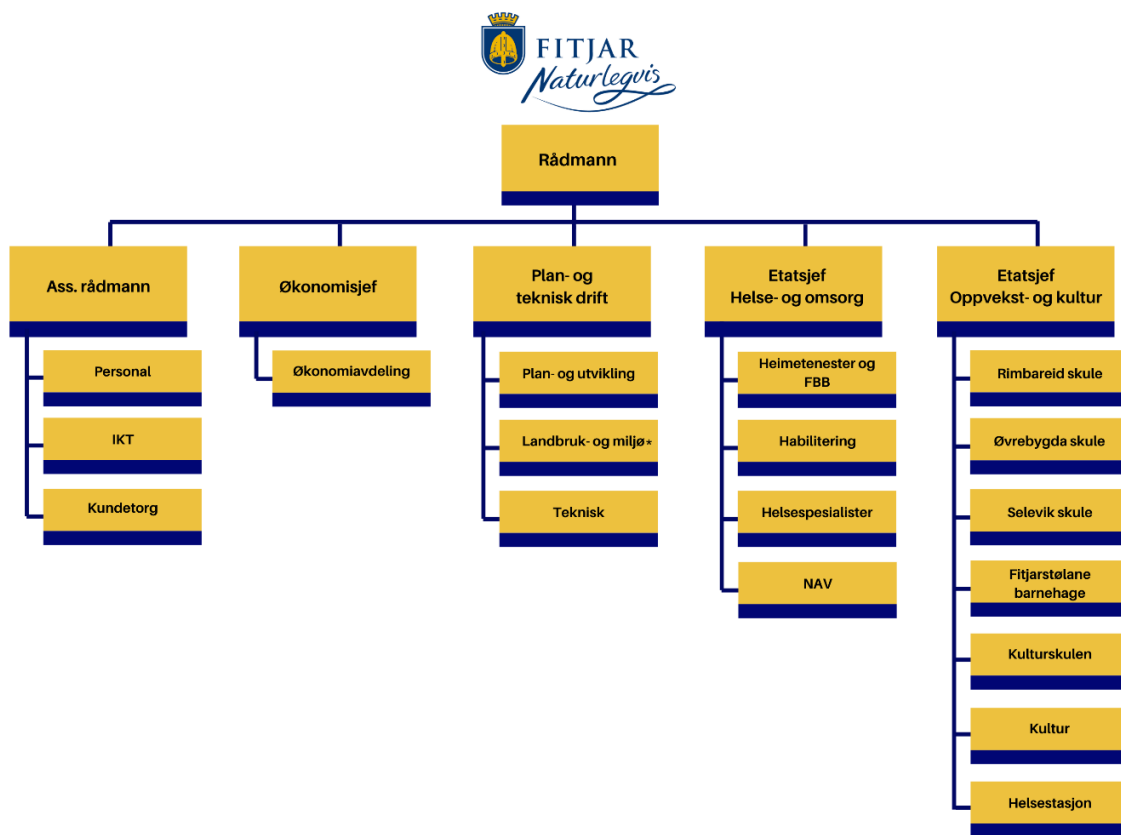 FITJAR
Naturlegvis
Rådmann
Ass. rådmann
Personal
IKT
Kundetorg
Økonomisjef
Økonomiavdeling
Plan- og
teknisk drift
Plan- og utvikling
Landbruk- og miljø*
Teknisk
Etatsjef
Helse- og omsorg
Heimetenester og
FBB
Habilitering
Helsespesialister
NAV
Etatsjef
Oppvekst- og kultur
Rimbareid skule
Øvrebygda skule
Selevik skule
Fitjarstølane
barnehage
Kulturskulen
Kultur
Helsestasjon